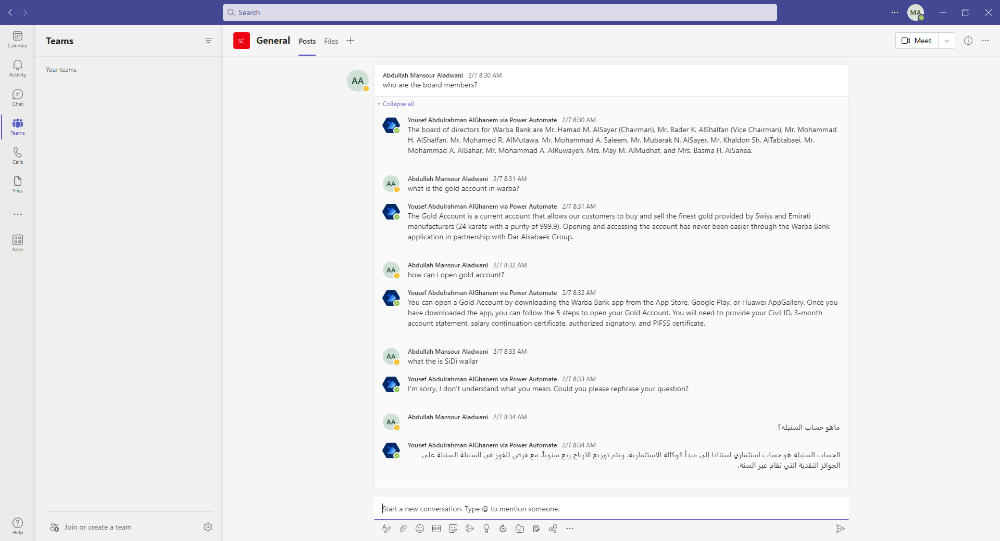 Search
MA
Calendar
Activity
Chat
Teams
Calls
Files
Apps
Help
Teams
Your teams
Join or create a team
SC
General
Posts
Files
Meet
AA
Abdullah Mansour Aladwani 2/7 8:30 AM
who are the board members?
Collapse all
Yousef Abdulrahman AlGhanem via Power Automate 2/7 8:30 AM
The board of directors for Warba Bank are Mr. Hamad M. AlSayer (Chairman), Mr. Bader K. AlShalfan (Vice Chairman), Mr. Mohammad
H. AlShalfan, Mr. Mohamed R. AlMutawa, Mr. Mohammad A. Saleem, Mr. Mubarak N. AlSayer, Mr. Khaldon Sh. AlTabtabaei, Mr.
Mohammad A. AlBahar, Mr. Mohammad A. AlRuwayeh, Mrs. May M. AlMudhaf, and Mrs. Basma H. AlSanea.
AA
Abdullah Mansour Aladwani 2/7 8:31 AM
what is the gold account in warba?
Yousef Abdulrahman AlGhanem via Power Automate 2/7 8:31 AM
The Gold Account is a current account that allows our customers to buy and sell the finest gold provided by Swiss and Emirati
manufacturers (24 karats with a purity of 999.9). Opening and accessing the account has never been easier through the Warba Bank
application in partnership with Dar Alsabaek Group.
AA
Abdullah Mansour Aladwani 2/7 8:32 AM
how can i open gold account?
Yousef Abdulrahman AlGhanem via Power Automate 2/7 8:32 AM
You can open a Gold Account by downloading the Warba Bank app from the App Store, Google Play, or Huawei AppGallery. Once you
have downloaded the app, you can follow the 5 steps to open your Gold Account. You will need to provide your Civil ID, 3-month
account statement, salary continuation certificate, authorized signatory, and PIFSS certificate.
AA
Abdullah Mansour Aladwani 2/7 8:33 AM
what the is SiDi wallar
Yousef Abdulrahman AlGhanem via Power Automate 2/7 8:33 AM
I'm sorry, I don't understand what you mean. Could you please rephrase your question?
AA
Abdullah Mansour Aladwani 2/7 8:34 AM
ماهو حساب السنبله؟
Yousef Abdulrahman AlGhanem via Power Automate 2/7 8:34 AM
الحساب السنبلة هو حساب استثماري استنادا إلى مبدأ الوكالة الاستثمارية، ويتم توزيع الارباح ربع سنوياً، مع فرص للفوز في السنبلة السنبلة على
الجوائز النقدية التي تقام عبر السنة.
Start a new conversation. Type @ to mention someone.
GIF